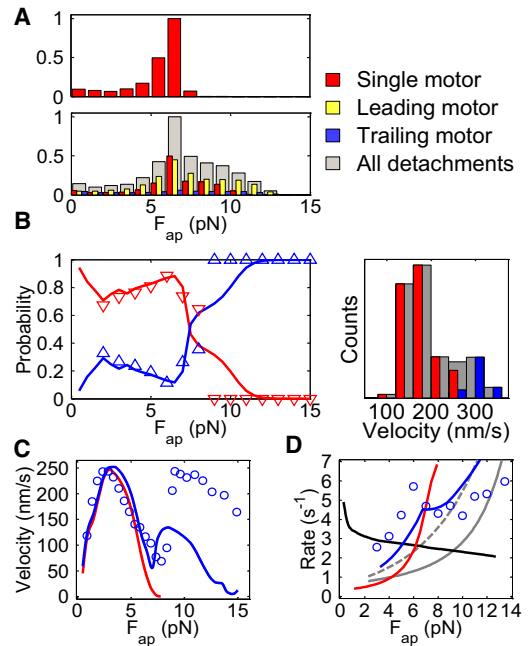 A
1
0.5
0
Single motor
Leading motor
Trailing motor
All detachments
1
0.5
0
0 5 10 15
F_ap (pN)
B
Probability
1
0.8
0.6
0.4
0.2
0
0 5 10 15
F_ap (pN)
Counts
100 200 300
Velocity (nm/s)
C
Velocity (nm/s)
250
200
150
100
50
0
0 5 10 15
F_ap (pN)
D
Rate (s⁻¹)
7
6
5
4
3
2
1
0
0 2 4 6 8 10 12 14
F_ap (pN)